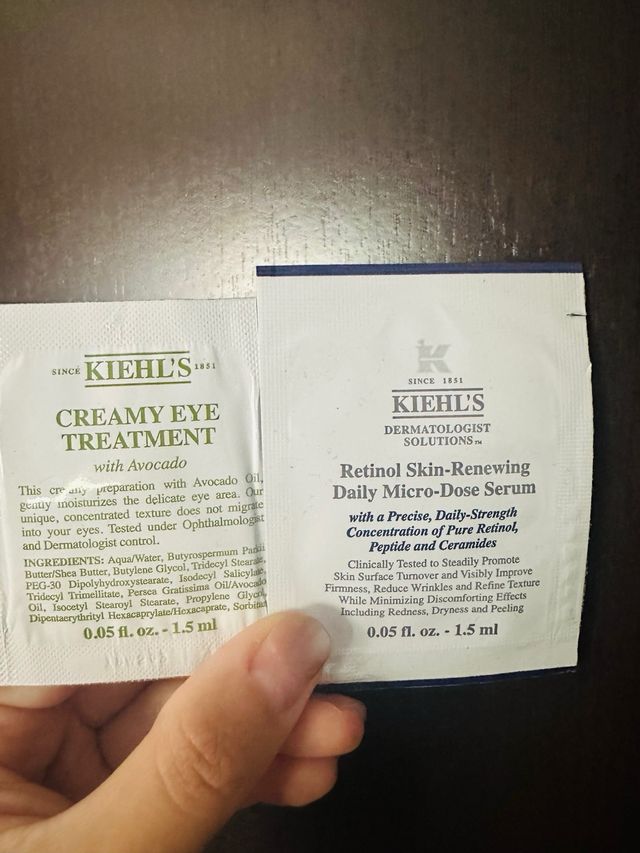 SINCE KIEHL'S 1851
CREAMY EYE
TREATMENT
with Avocado
This creamy preparation with Avocado Oil,
gently moisturizes the delicate eye area. Our
unique, concentrated texture does not migrate
into your eyes. Tested under Ophthalmologist
and Dermatologist control.
INGREDIENTS: Aqua/Water, Butyrospermum Parkii
Butter/Shea Butter, Butylene Glycol, Tridecyl Stearate,
PEG-30 Dipolyhydroxystearate, Isodecyl Salicylate,
Tridecyl Trimellitate, Persea Gratissima Oil/Avocado
Oil, Isocetyl Stearoyl Stearate, Propylene Glycol,
Dipentaerythrityl Hexacaprylate/Hexacaprate, Sorbitan
0.05 fl. oz. - 1.5 ml
K
SINCE 1851
KIEHL'S
DERMATOLOGIST
SOLUTIONS™
Retinol Skin-Renewing
Daily Micro-Dose Serum
with a Precise, Daily-Strength
Concentration of Pure Retinol,
Peptide and Ceramides
Clinically Tested to Steadily Promote
Skin Surface Turnover and Visibly Improve
Firmness, Reduce Wrinkles and Refine Texture
While Minimizing Discomforting Effects
Including Redness, Dryness and Peeling
0.05 fl. oz. - 1.5 ml